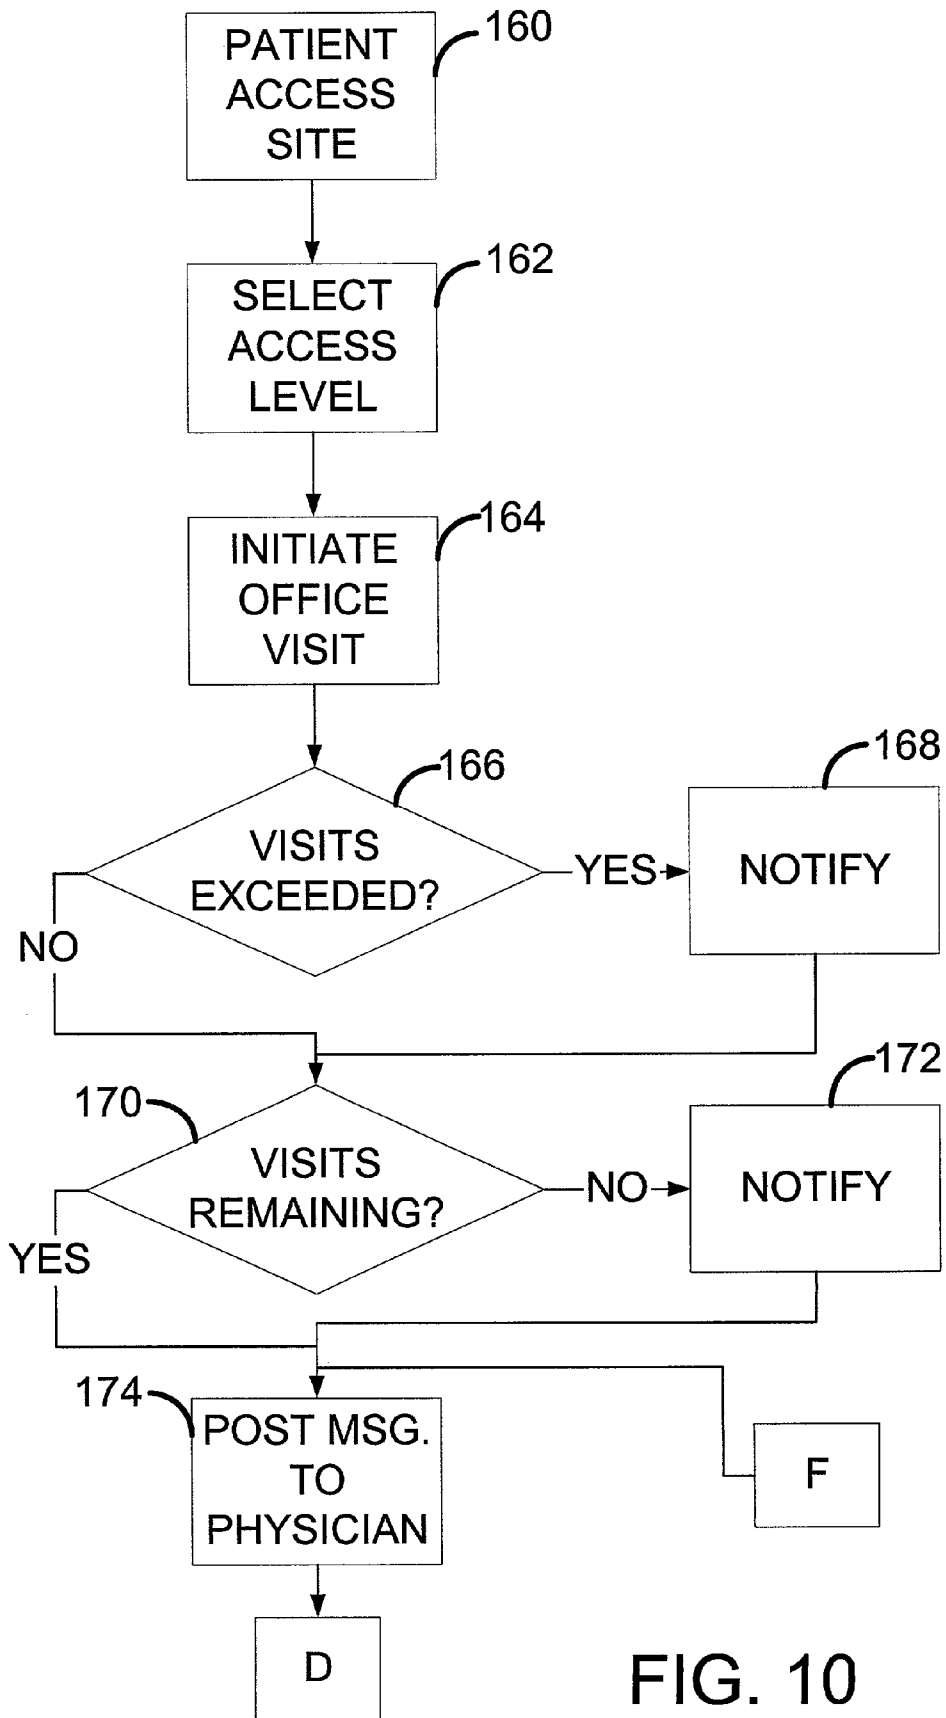 PATIENT
ACCESS
SITE
160
SELECT
ACCESS
LEVEL
162
INITIATE
OFFICE
VISIT
164
VISITS
EXCEEDED?
166
YES
NOTIFY
168
NO
VISITS
REMAINING?
170
NO
NOTIFY
172
YES
POST MSG.
TO
PHYSICIAN
174
F
D
FIG. 10